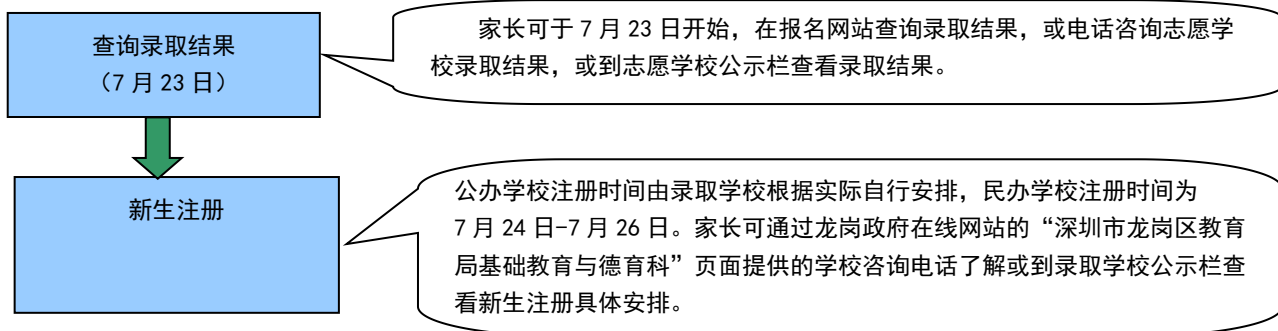 查询录取结果
（7 月 23 日）
家长可于 7 月 23 日开始，在报名网站查询录取结果，或电话咨询志愿学
校录取结果，或到志愿学校公示栏查看录取结果。
新生注册
公办学校注册时间由录取学校根据实际自行安排，民办学校注册时间为
7 月 24 日-7 月 26 日。家长可通过龙岗政府在线网站的“深圳市龙岗区教育
局基础教育与德育科”页面提供的学校咨询电话了解或到录取学校公示栏查
看新生注册具体安排。